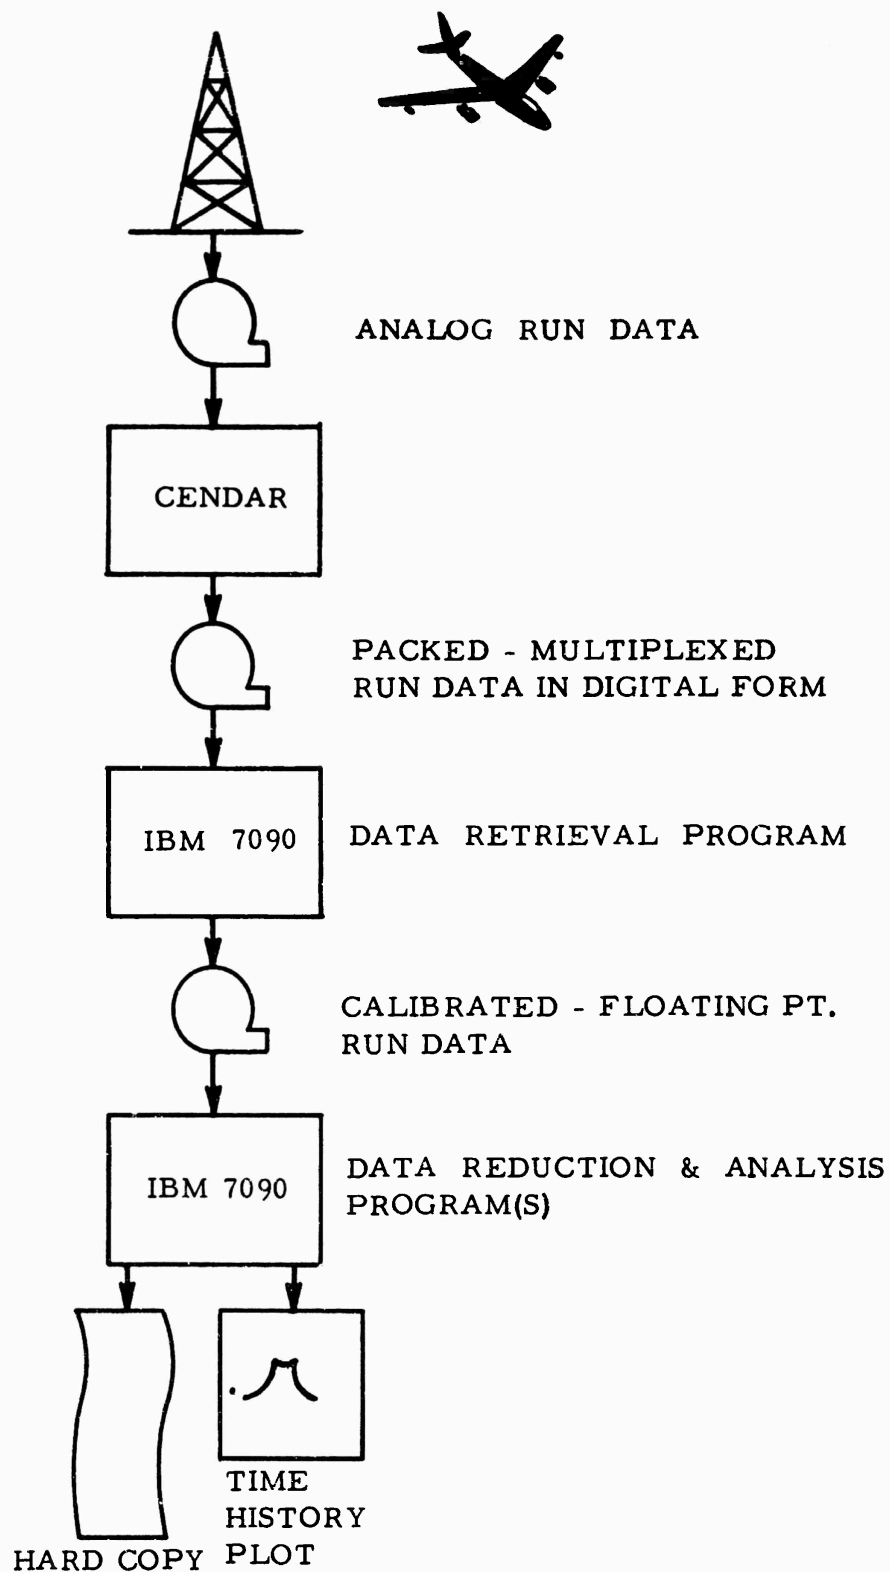 ANALOG RUN DATA
CENDAR
PACKED - MULTIPLEXED
RUN DATA IN DIGITAL FORM
IBM 7090
DATA RETRIEVAL PROGRAM
CALIBRATED - FLOATING PT.
RUN DATA
IBM 7090
DATA REDUCTION & ANALYSIS
PROGRAM(S)
TIME
HISTORY
PLOT
HARD COPY